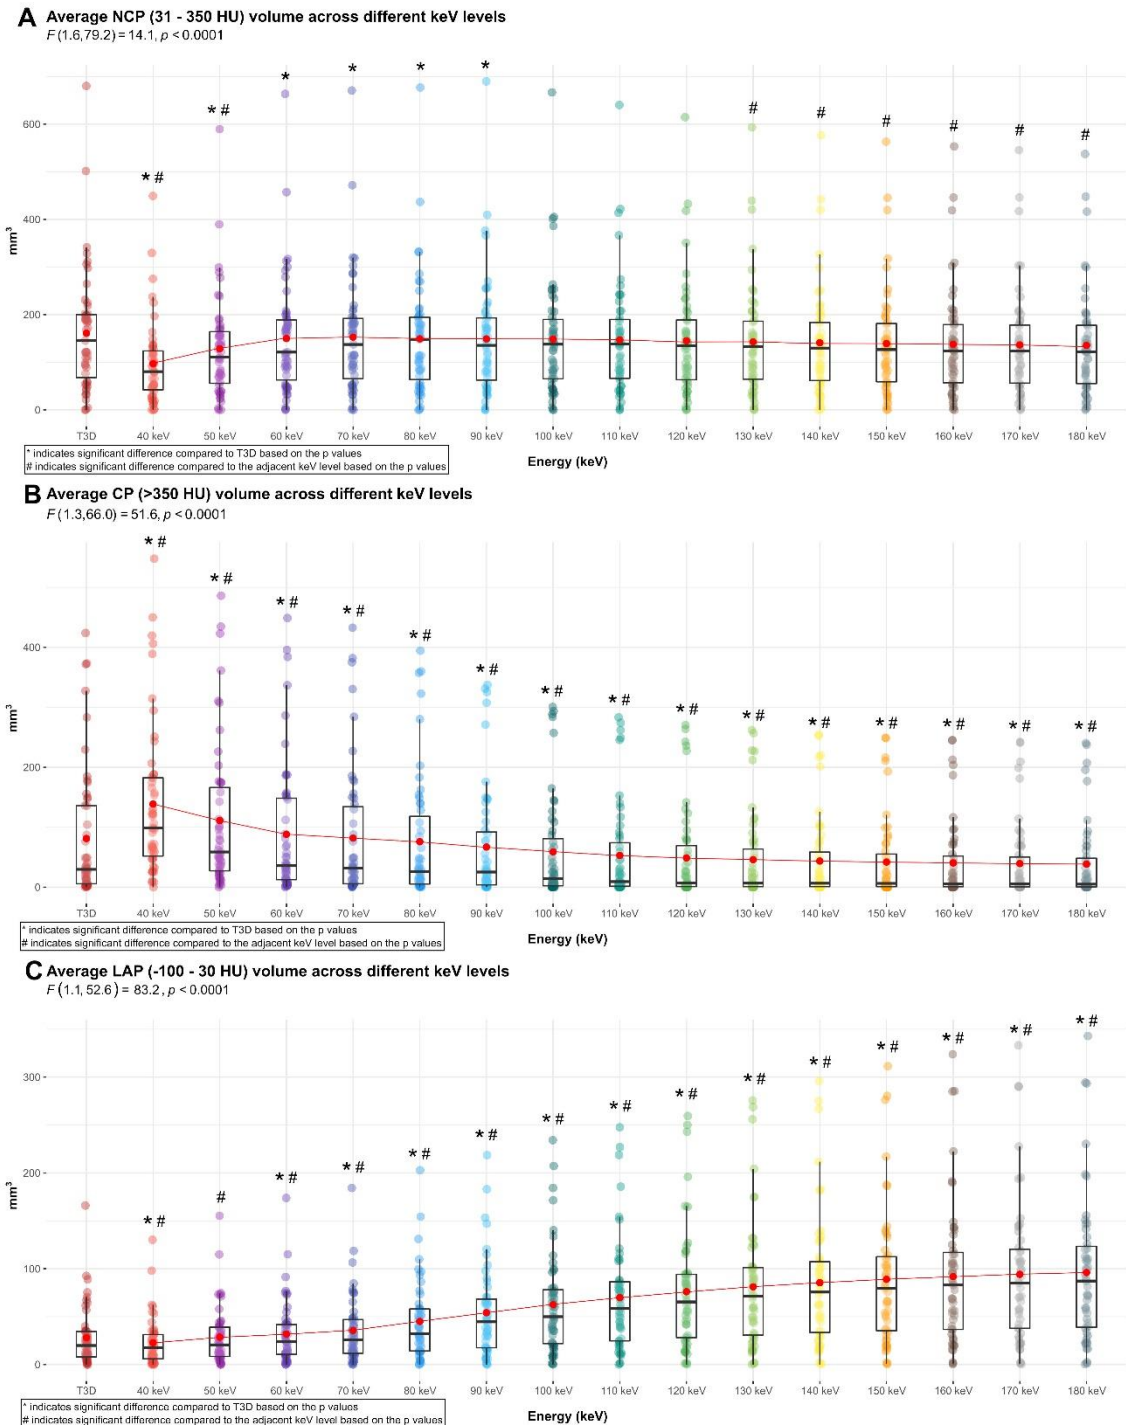 A Average NCP (31 - 350 HU) volume across different keV levels
F (1.6,79.2) = 14.1, p < 0.0001
* # * # * * * * # # # # # #
600
400
200
0
mm³
T3D 40 keV 50 keV 60 keV 70 keV 80 keV 90 keV 100 keV 110 keV 120 keV 130 keV 140 keV 150 keV 160 keV 170 keV 180 keV
* indicates significant difference compared to T3D based on the p values
# indicates significant difference compared to the adjacent keV level based on the p values
Energy (keV)
B Average CP (>350 HU) volume across different keV levels
F (1.3,66.0) = 51.6, p < 0.0001
* # * # * # * # * # * # * # * # * # * # * # * # * # * # * #
400
200
0
mm³
T3D 40 keV 50 keV 60 keV 70 keV 80 keV 90 keV 100 keV 110 keV 120 keV 130 keV 140 keV 150 keV 160 keV 170 keV 180 keV
* indicates significant difference compared to T3D based on the p values
# indicates significant difference compared to the adjacent keV level based on the p values
Energy (keV)
C Average LAP (-100 - 30 HU) volume across different keV levels
F (1.1, 52.6) = 83.2, p < 0.0001
* # # * # * # * # * # * # * # * # * # * # * # * # * # * #
300
200
100
0
mm³
T3D 40 keV 50 keV 60 keV 70 keV 80 keV 90 keV 100 keV 110 keV 120 keV 130 keV 140 keV 150 keV 160 keV 170 keV 180 keV
* indicates significant difference compared to T3D based on the p values
# indicates significant difference compared to the adjacent keV level based on the p values
Energy (keV)